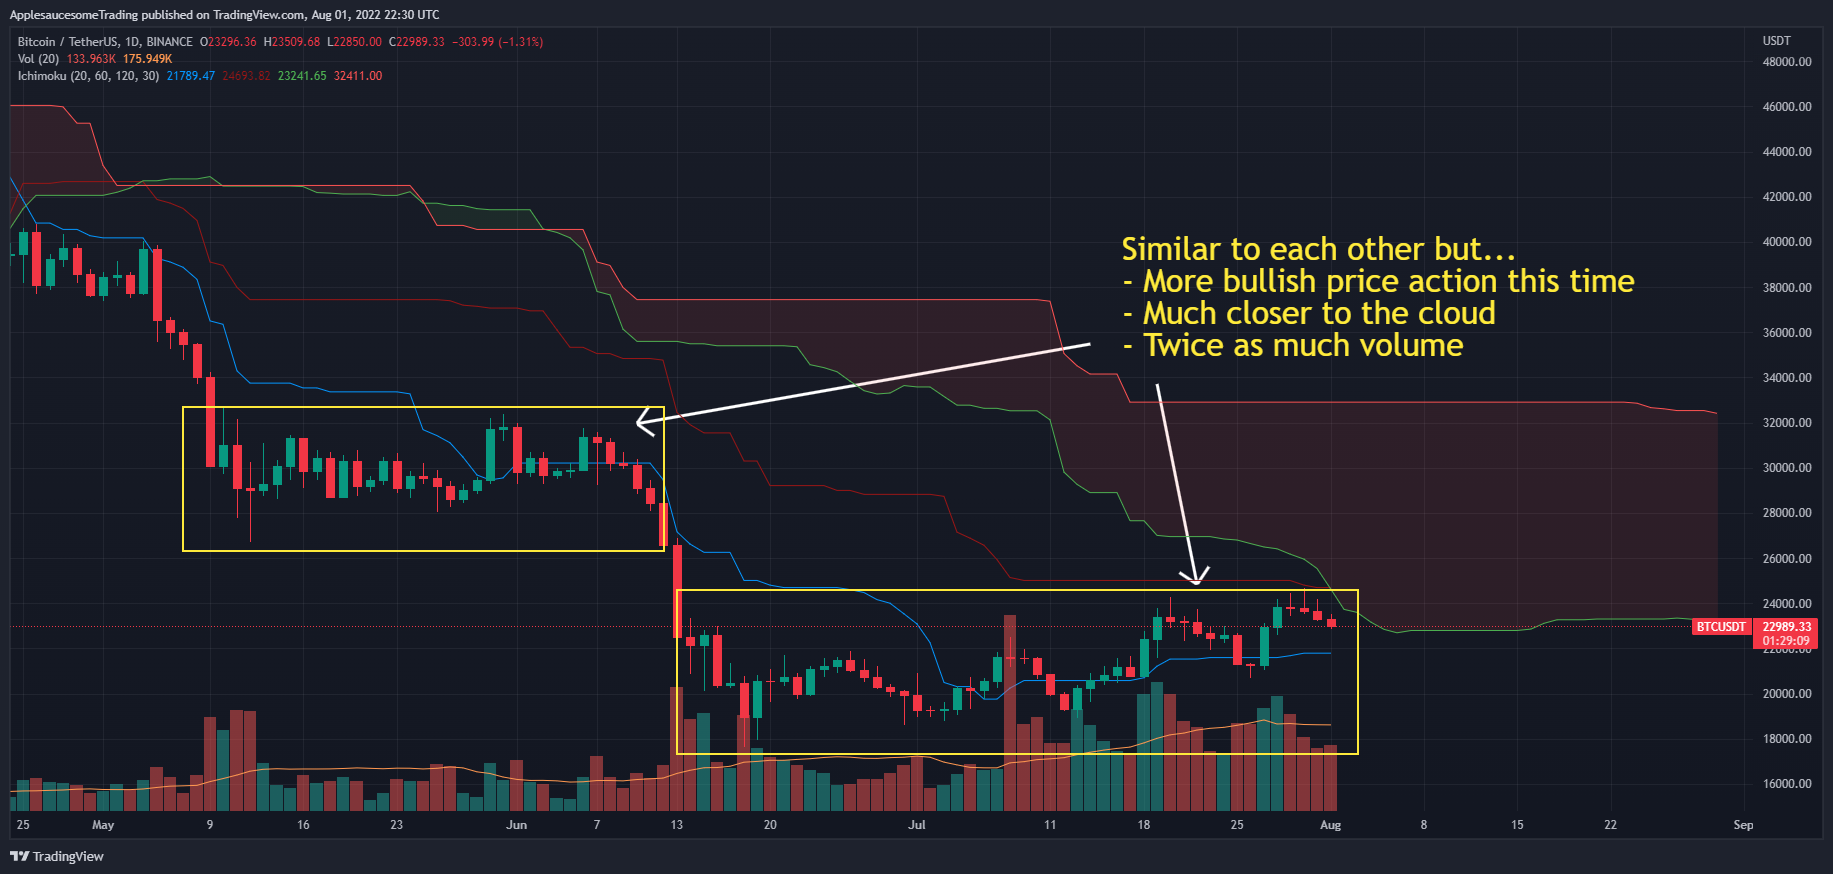 ApplesaucesomeTrading published on TradingView.com, Aug 01, 2022 22:30 UTC
Bitcoin / TetherUS, 1D, BINANCE O23296.36 H23509.68 L22850.00 C22989.33 −303.99 (−1.31%)
Vol (20) 133.963K 175.949K
Ichimoku (20, 60, 120, 30) 21789.47 24693.82 23241.65 32411.00
USDT
48000.00
46000.00
44000.00
42000.00
40000.00
38000.00
36000.00
34000.00
32000.00
30000.00
28000.00
26000.00
24000.00
BTCUSDT 22989.33
01:29:09
22000.00
20000.00
18000.00
16000.00
Similar to each other but...
- More bullish price action this time
- Much closer to the cloud
- Twice as much volume
25 May 9 16 23 Jun 7 13 20 Jul 11 18 25 Aug 8 15 22 Sep
TradingView